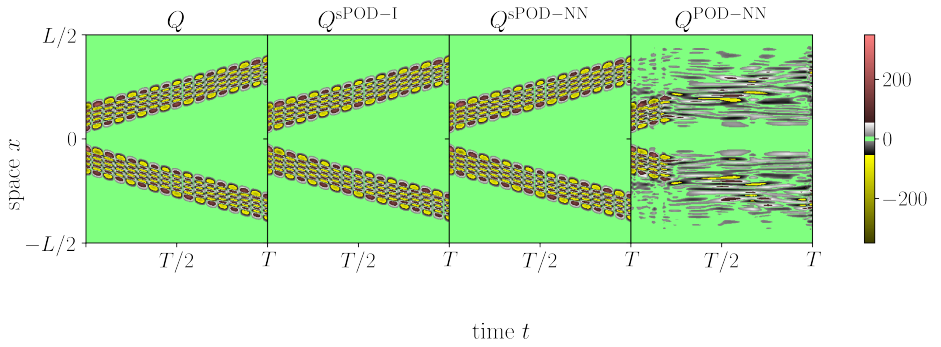 Q Q^sPOD−I Q^sPOD−NN Q^POD−NN
L/2
200
0 0
space x
−200
−L/2
T/2 T T/2 T T/2 T T/2 T
time t